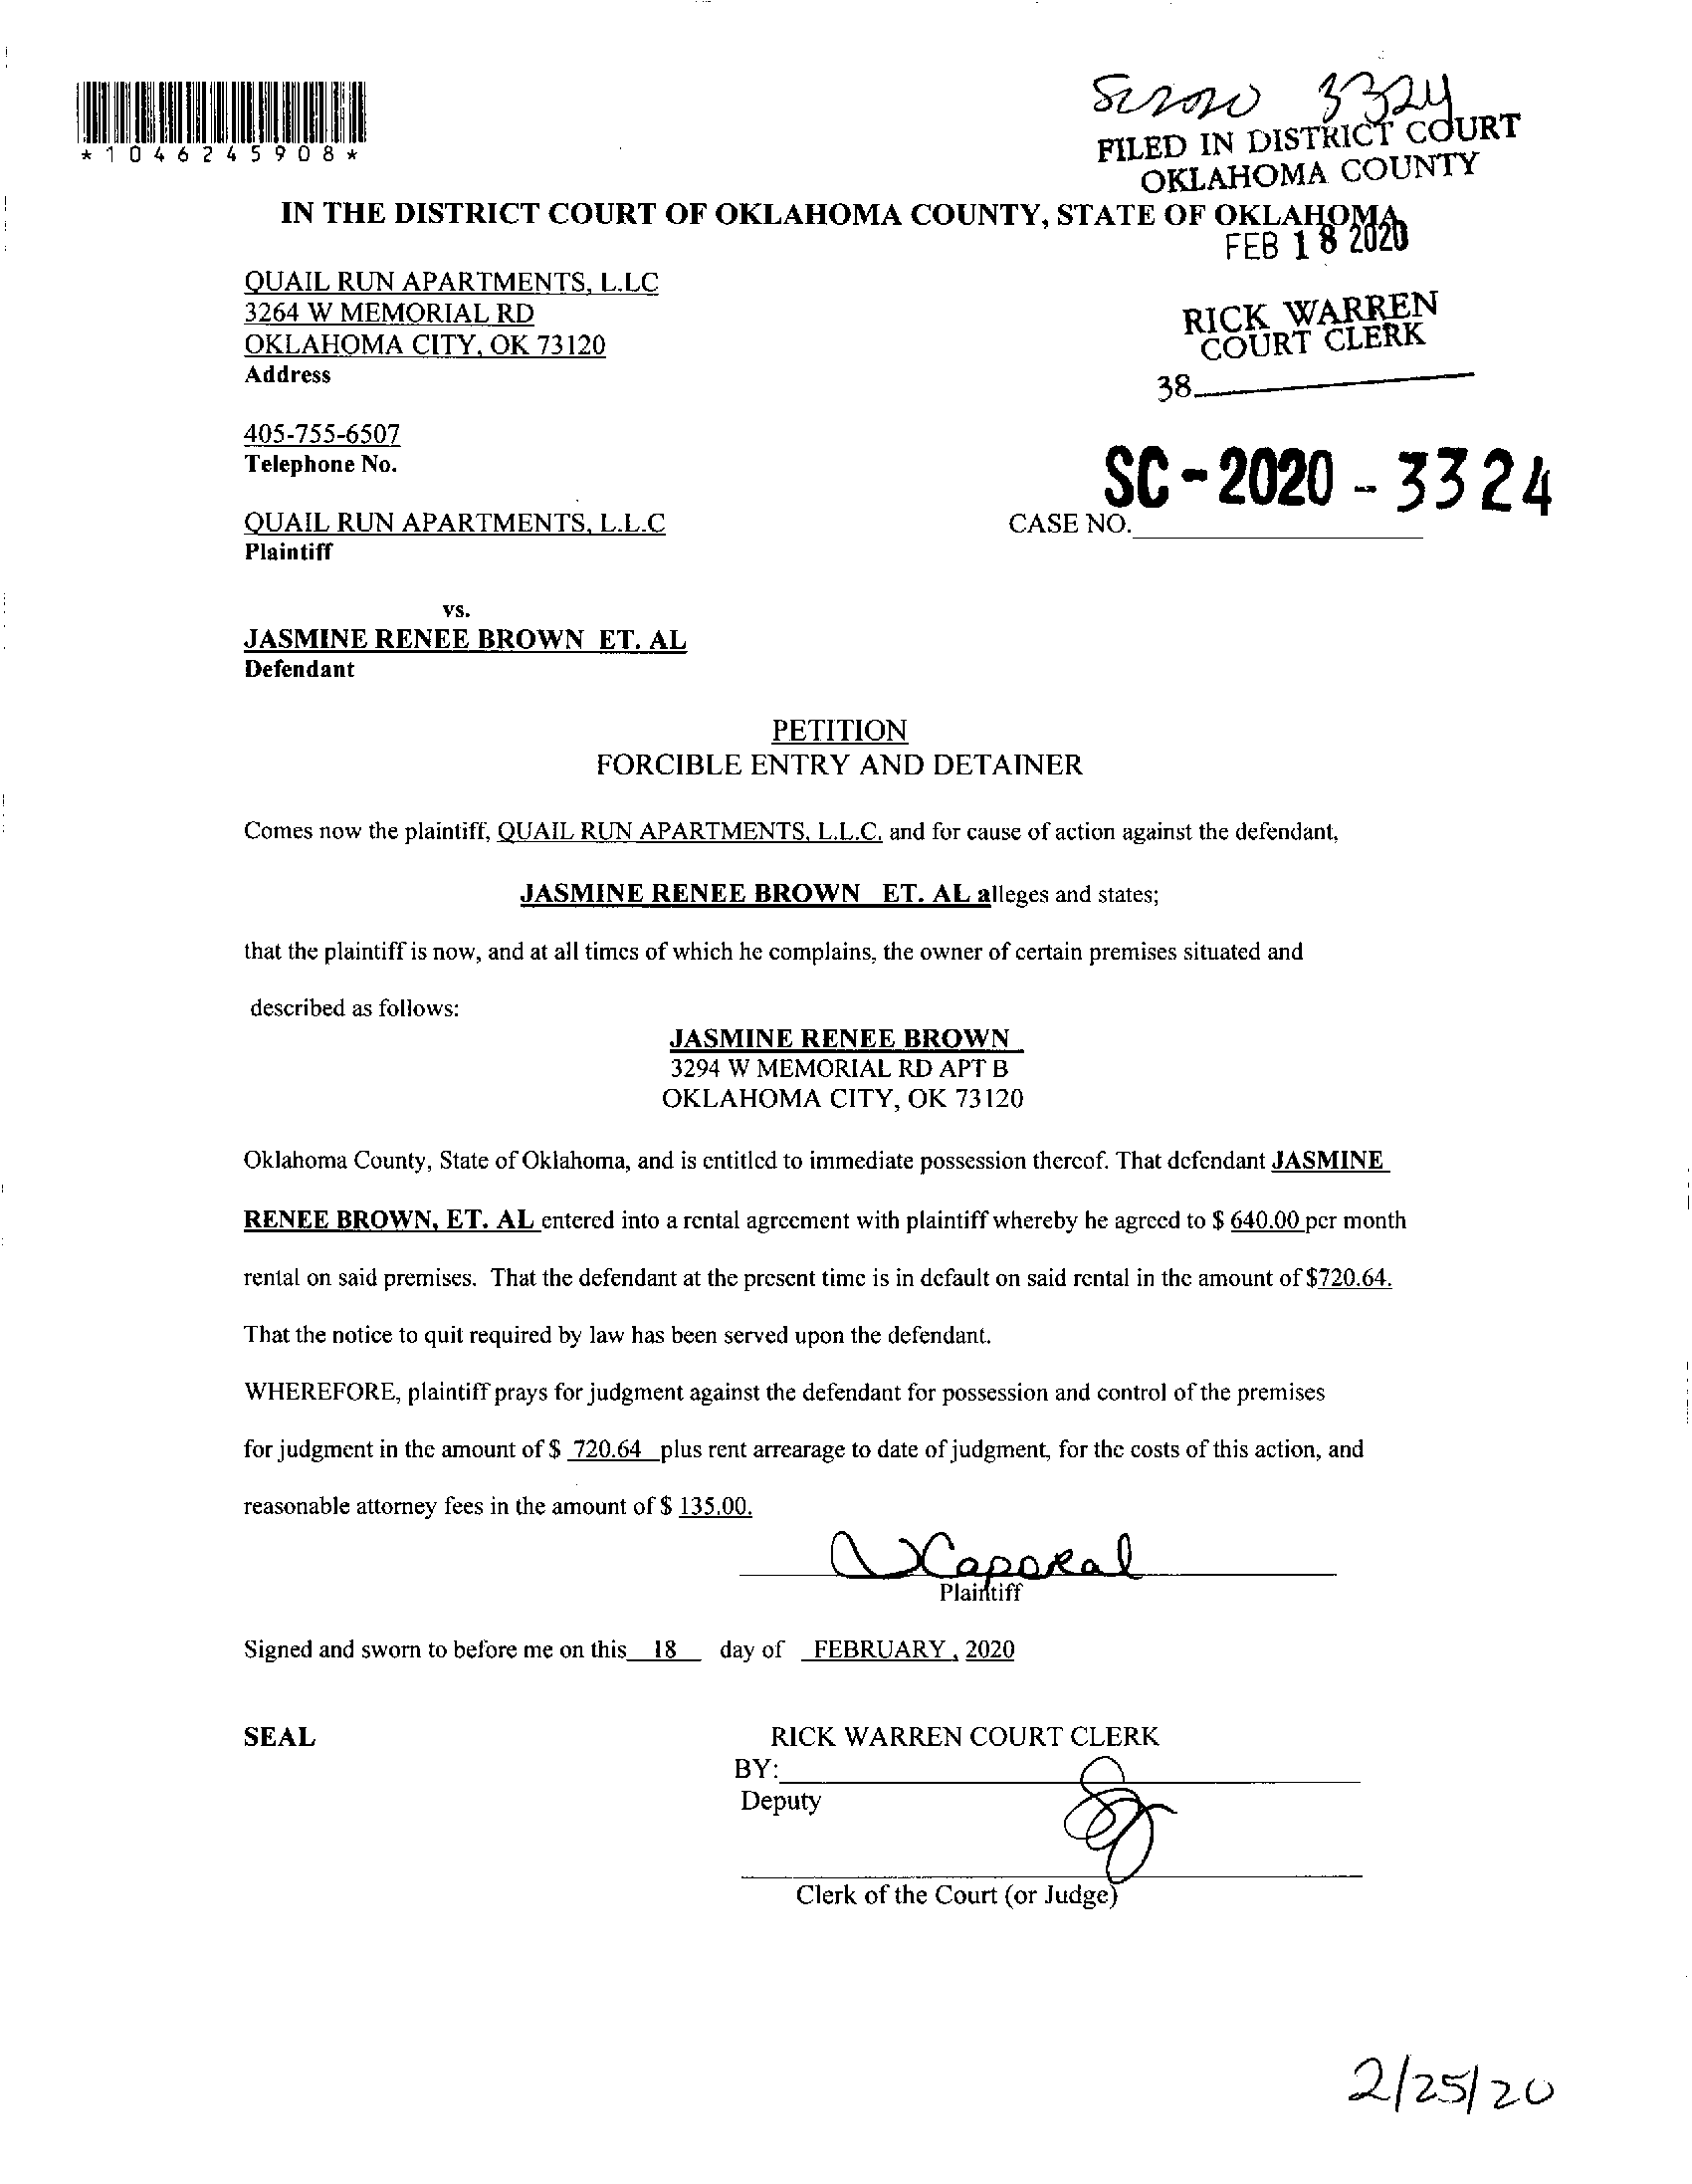 *1046245908*
SC2020 3324
FILED IN DISTRICT COURT
OKLAHOMA COUNTY
IN THE DISTRICT COURT OF OKLAHOMA COUNTY, STATE OF OKLAHOMA
FEB 18 2020
QUAIL RUN APARTMENTS, L.LC
3264 W MEMORIAL RD
OKLAHOMA CITY, OK 73120
Address
RICK WARREN
COURT CLERK
38
405-755-6507
Telephone No.
SC-2020-3324
QUAIL RUN APARTMENTS, L.L.C
CASE NO.
Plaintiff
vs.
JASMINE RENEE BROWN ET. AL
Defendant
PETITION
FORCIBLE ENTRY AND DETAINER
Comes now the plaintiff, QUAIL RUN APARTMENTS, L.L.C. and for cause of action against the defendant,
JASMINE RENEE BROWN ET. AL alleges and states;
that the plaintiff is now, and at all times of which he complains, the owner of certain premises situated and
described as follows:
JASMINE RENEE BROWN
3294 W MEMORIAL RD APT B
OKLAHOMA CITY, OK 73120
Oklahoma County, State of Oklahoma, and is entitled to immediate possession thereof. That defendant JASMINE
RENEE BROWN, ET. AL entered into a rental agreement with plaintiff whereby he agreed to $ 640.00 per month
rental on said premises. That the defendant at the present time is in default on said rental in the amount of $720.64.
That the notice to quit required by law has been served upon the defendant.
WHEREFORE, plaintiff prays for judgment against the defendant for possession and control of the premises
for judgment in the amount of $ 720.64 plus rent arrearage to date of judgment, for the costs of this action, and
reasonable attorney fees in the amount of $ 135.00.
Caporal
Plaintiff
Signed and sworn to before me on this 18 day of FEBRUARY, 2020
SEAL
RICK WARREN COURT CLERK
BY:
Deputy
Clerk of the Court (or Judge)
2/25/20